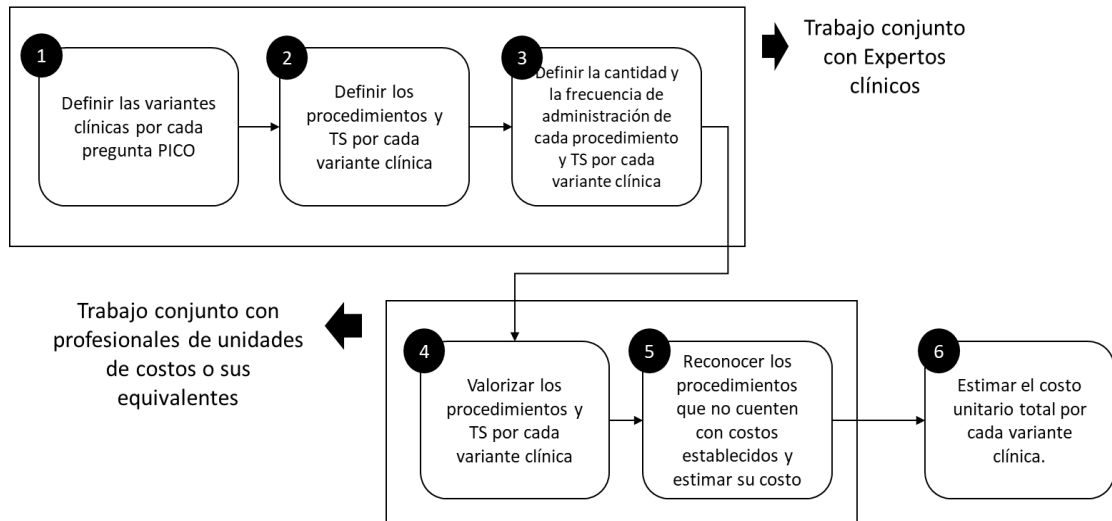 1
Definir las variantes
clínicas por cada
pregunta PICO
2
Definir los
procedimientos y
TS por cada
variante clínica
3
Definir la cantidad y
la frecuencia de
administración de
cada procedimiento
y TS por cada
variante clínica
Trabajo conjunto
con Expertos
clínicos
Trabajo conjunto con
profesionales de unidades
de costos o sus
equivalentes
4
Valorizar los
procedimientos y
TS por cada
variante clínica
5
Reconocer los
procedimientos
que no cuenten
con costos
establecidos y
estimar su costo
6
Estimar el costo
unitario total por
cada variante
clínica.